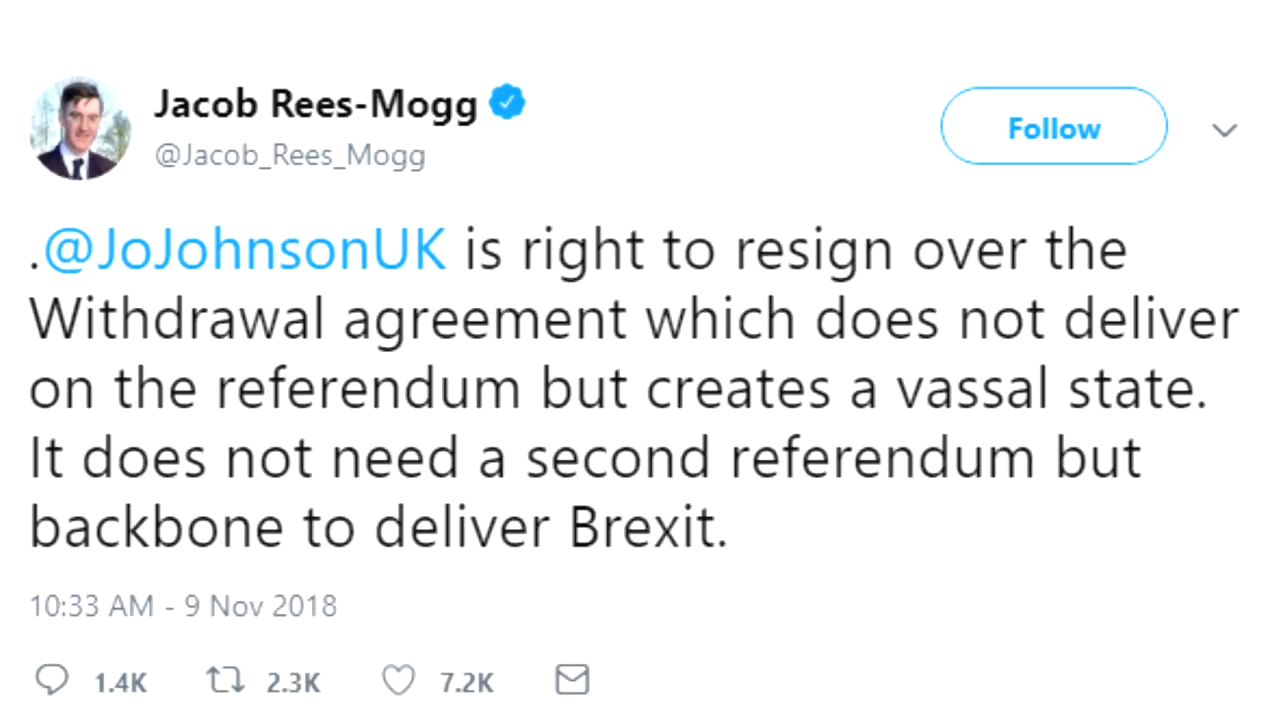 Jacob Rees-Mogg
@Jacob_Rees_Mogg
Follow
.@JoJohnsonUK is right to resign over the
Withdrawal agreement which does not deliver
on the referendum but creates a vassal state.
It does not need a second referendum but
backbone to deliver Brexit.
10:33 AM - 9 Nov 2018
1.4K 2.3K 7.2K